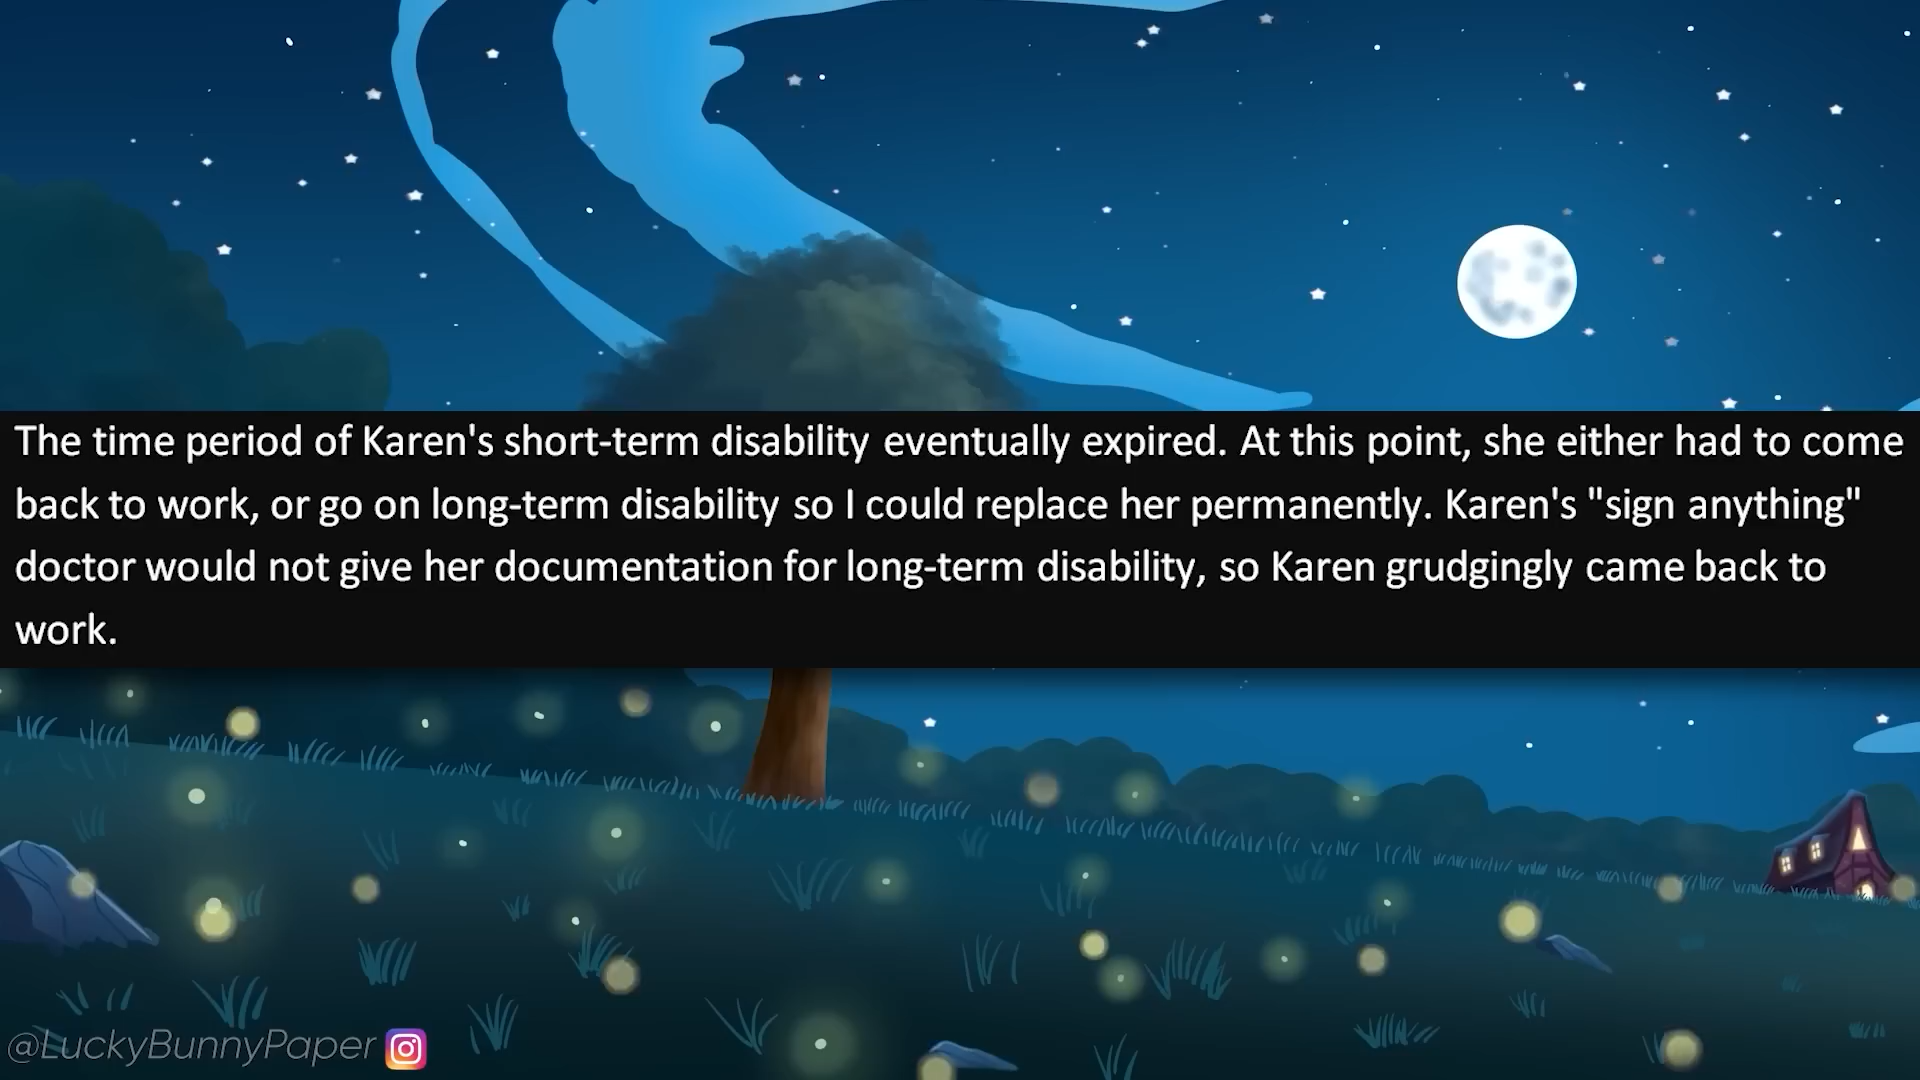 The time period of Karen's short-term disability eventually expired. At this point, she either had to come
back to work, or go on long-term disability so I could replace her permanently. Karen's "sign anything"
doctor would not give her documentation for long-term disability, so Karen grudgingly came back to
work.
@LuckyBunnyPaper